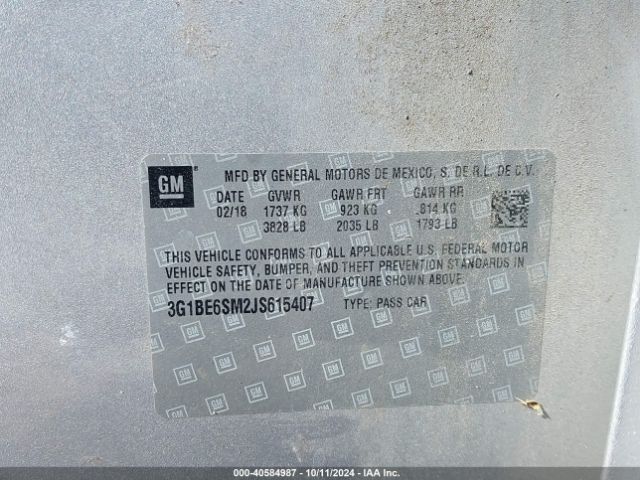 GM
MFD BY GENERAL MOTORS DE MEXICO, S. DE R.L. DE C.V.
DATE GVWR GAWR FRT GAWR RR
02/18 1737 KG 923 KG 814 KG
3828 LB 2035 LB 1793 LB
THIS VEHICLE CONFORMS TO ALL APPLICABLE U.S. FEDERAL MOTOR
VEHICLE SAFETY, BUMPER, AND THEFT PREVENTION STANDARDS IN
EFFECT ON THE DATE OF MANUFACTURE SHOWN ABOVE.
3G1BE6SM2JS615407 TYPE: PASS CAR
000-40584987 - 10/11/2024 - IAA Inc.